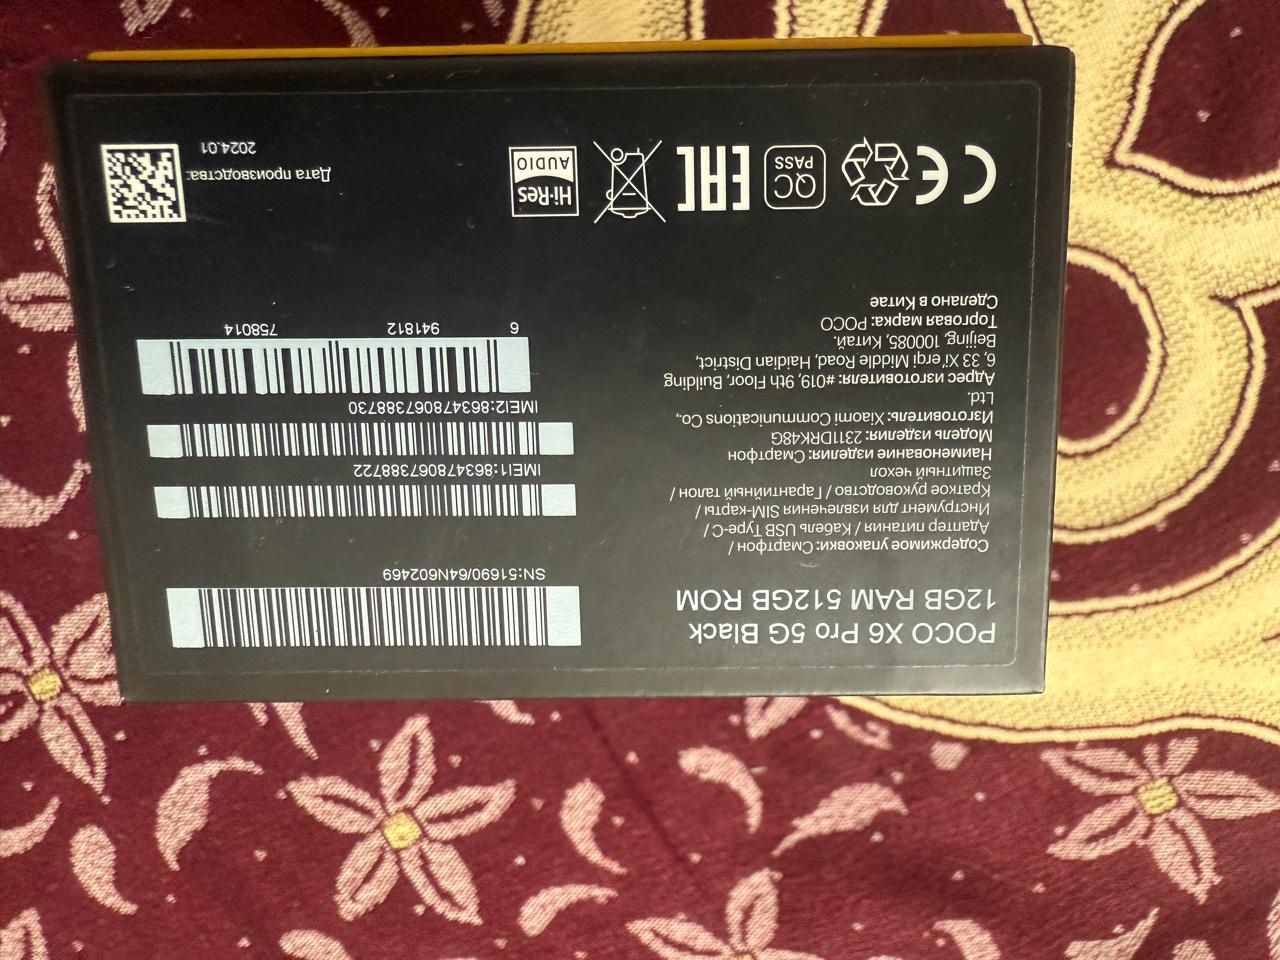 POCO X6 Pro 5G Black
12GB RAM 512GB ROM
Содержимое упаковки: Смартфон /
Адаптер питания / Кабель USB Type-C /
Инструмент для извлечения SIM-карты /
Краткое руководство / Гарантийный талон /
Защитный чехол
Наименование изделия: Смартфон
Модель изделия: 2311DRK48G
Изготовитель: Xiaomi Communications Co.,
Ltd.
Адрес изготовителя: #019, 9th Floor, Building
6, 33 Xi'erqi Middle Road, Haidian District,
Beijing, 100085, Китай.
Торговая марка: POCO
Сделано в Китае
SN:51690/64N602469
IMEI1:863478067388722
IMEI2:863478067388730
6 941812 758014
CE
QC
PASS
EAC
Hi-Res
AUDIO
Дата производства:
2024.01